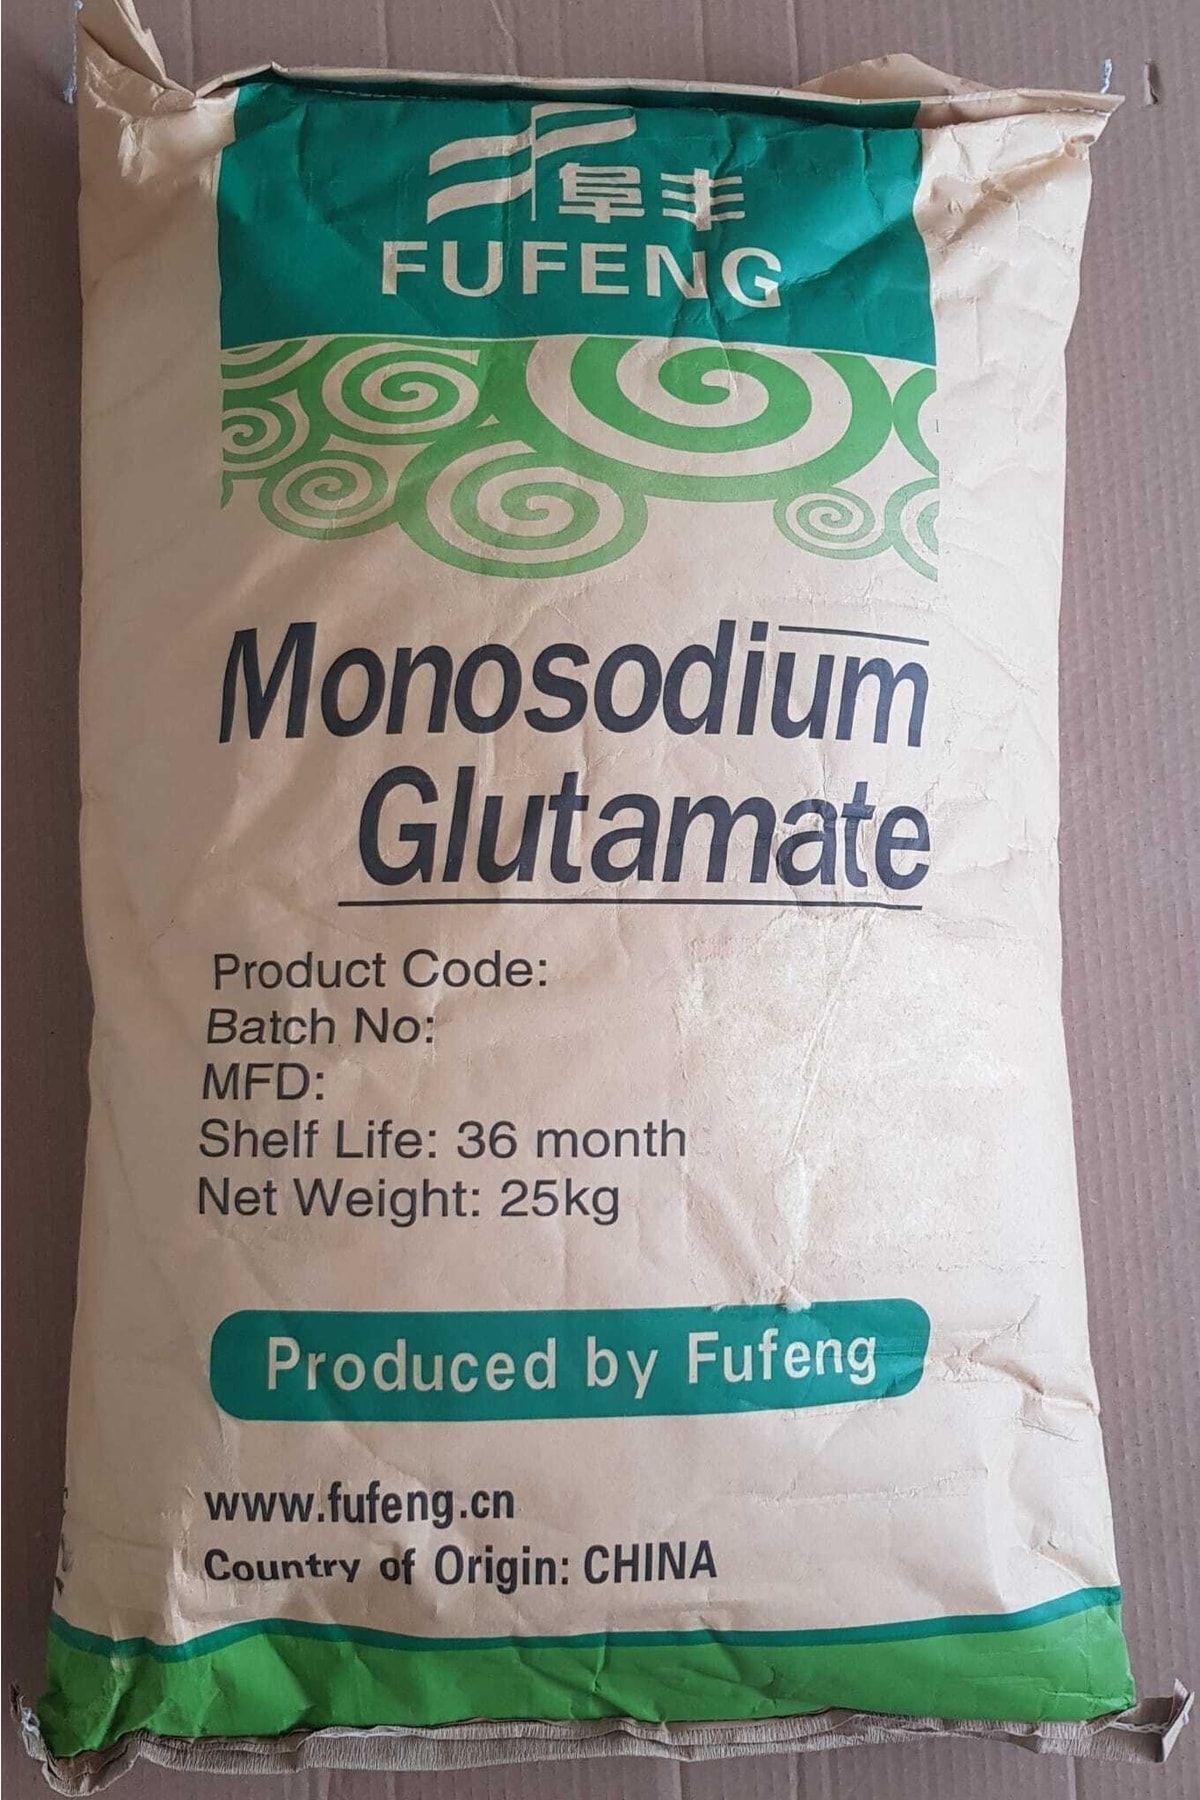 阜丰
FUFENG
Monosodium
Glutamate
Product Code:
Batch No:
MFD:
Shelf Life: 36 month
Net Weight: 25kg
Produced by Fufeng
www.fufeng.cn
Country of Origin: CHINA